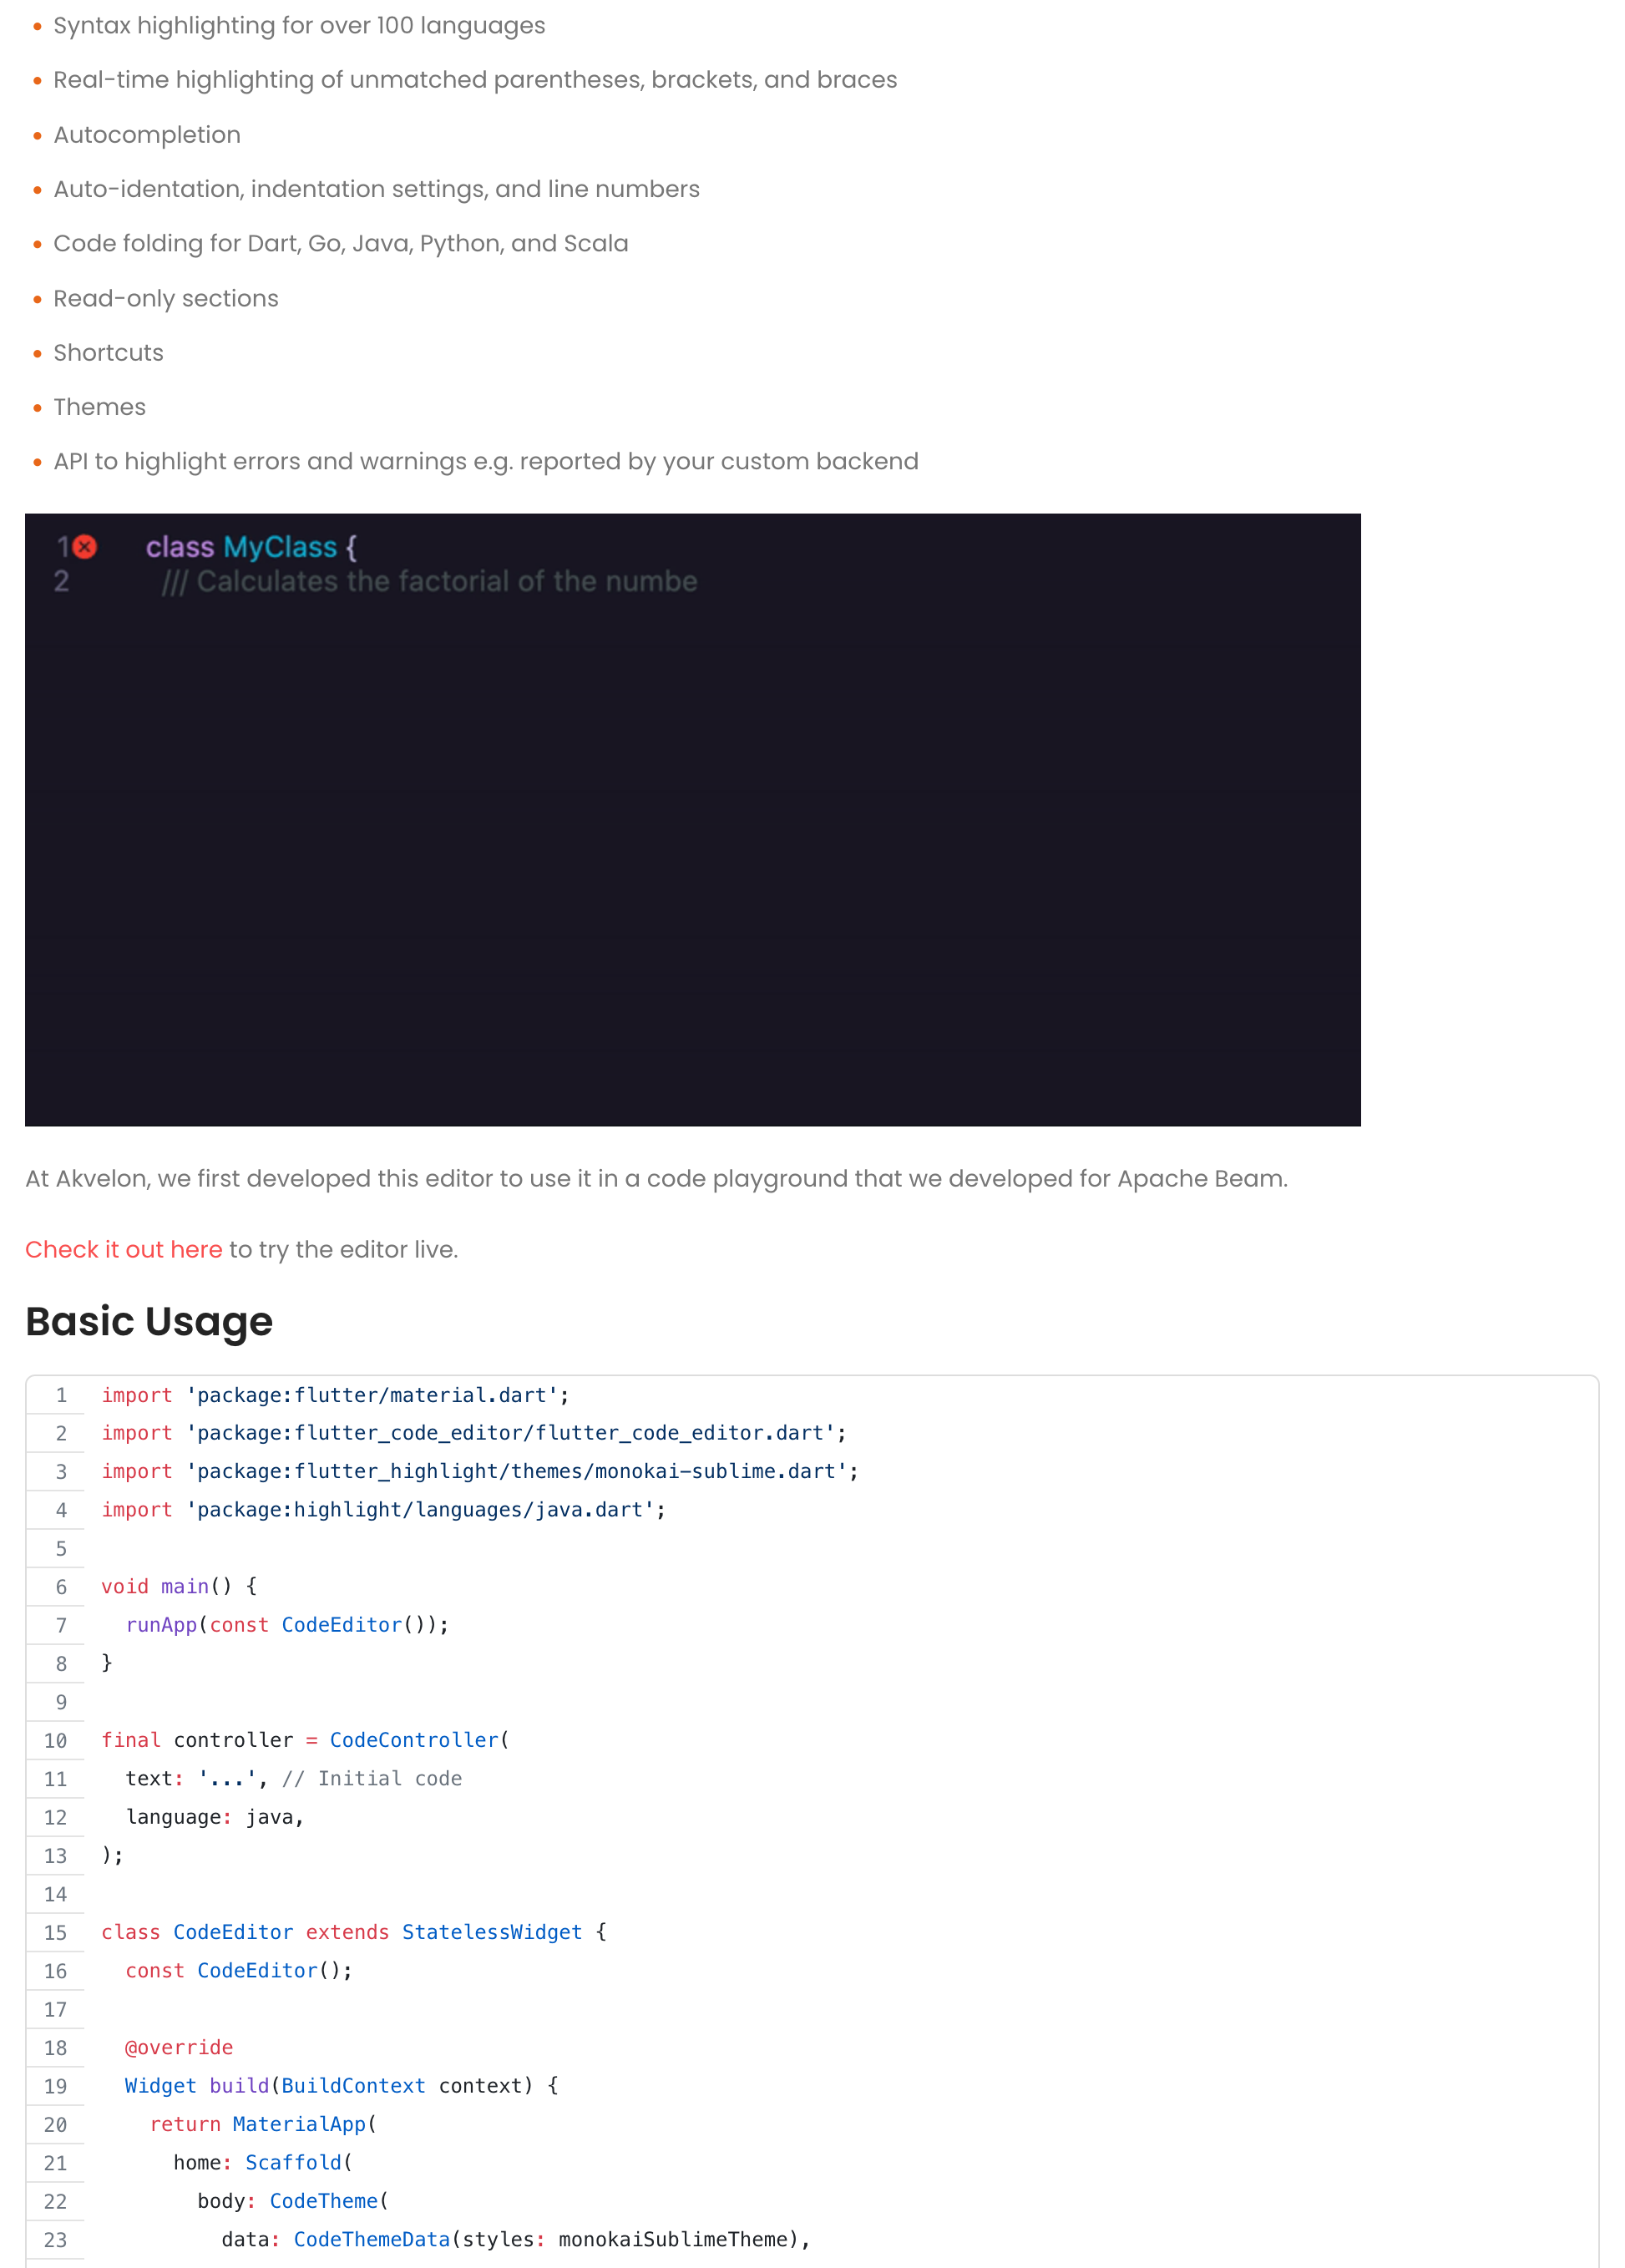 Syntax highlighting for over 100 languages
Real-time highlighting of unmatched parentheses, brackets, and braces
Autocompletion
Auto-identation, indentation settings, and line numbers
Code folding for Dart, Go, Java, Python, and Scala
Read-only sections
Shortcuts
Themes
API to highlight errors and warnings e.g. reported by your custom backend
1 class MyClass {
2 /// Calculates the factorial of the numbe
At Akvelon, we first developed this editor to use it in a code playground that we developed for Apache Beam.
Check it out here to try the editor live.
Basic Usage
1 import 'package:flutter/material.dart';
2 import 'package:flutter_code_editor/flutter_code_editor.dart';
3 import 'package:flutter_highlight/themes/monokai-sublime.dart';
4 import 'package:highlight/languages/java.dart';
5
6 void main() {
7   runApp(const CodeEditor());
8 }
9
10 final controller = CodeController(
11   text: '...', // Initial code
12   language: java,
13 );
14
15 class CodeEditor extends StatelessWidget {
16   const CodeEditor();
17
18   @override
19   Widget build(BuildContext context) {
20     return MaterialApp(
21       home: Scaffold(
22         body: CodeTheme(
23           data: CodeThemeData(styles: monokaiSublimeTheme),